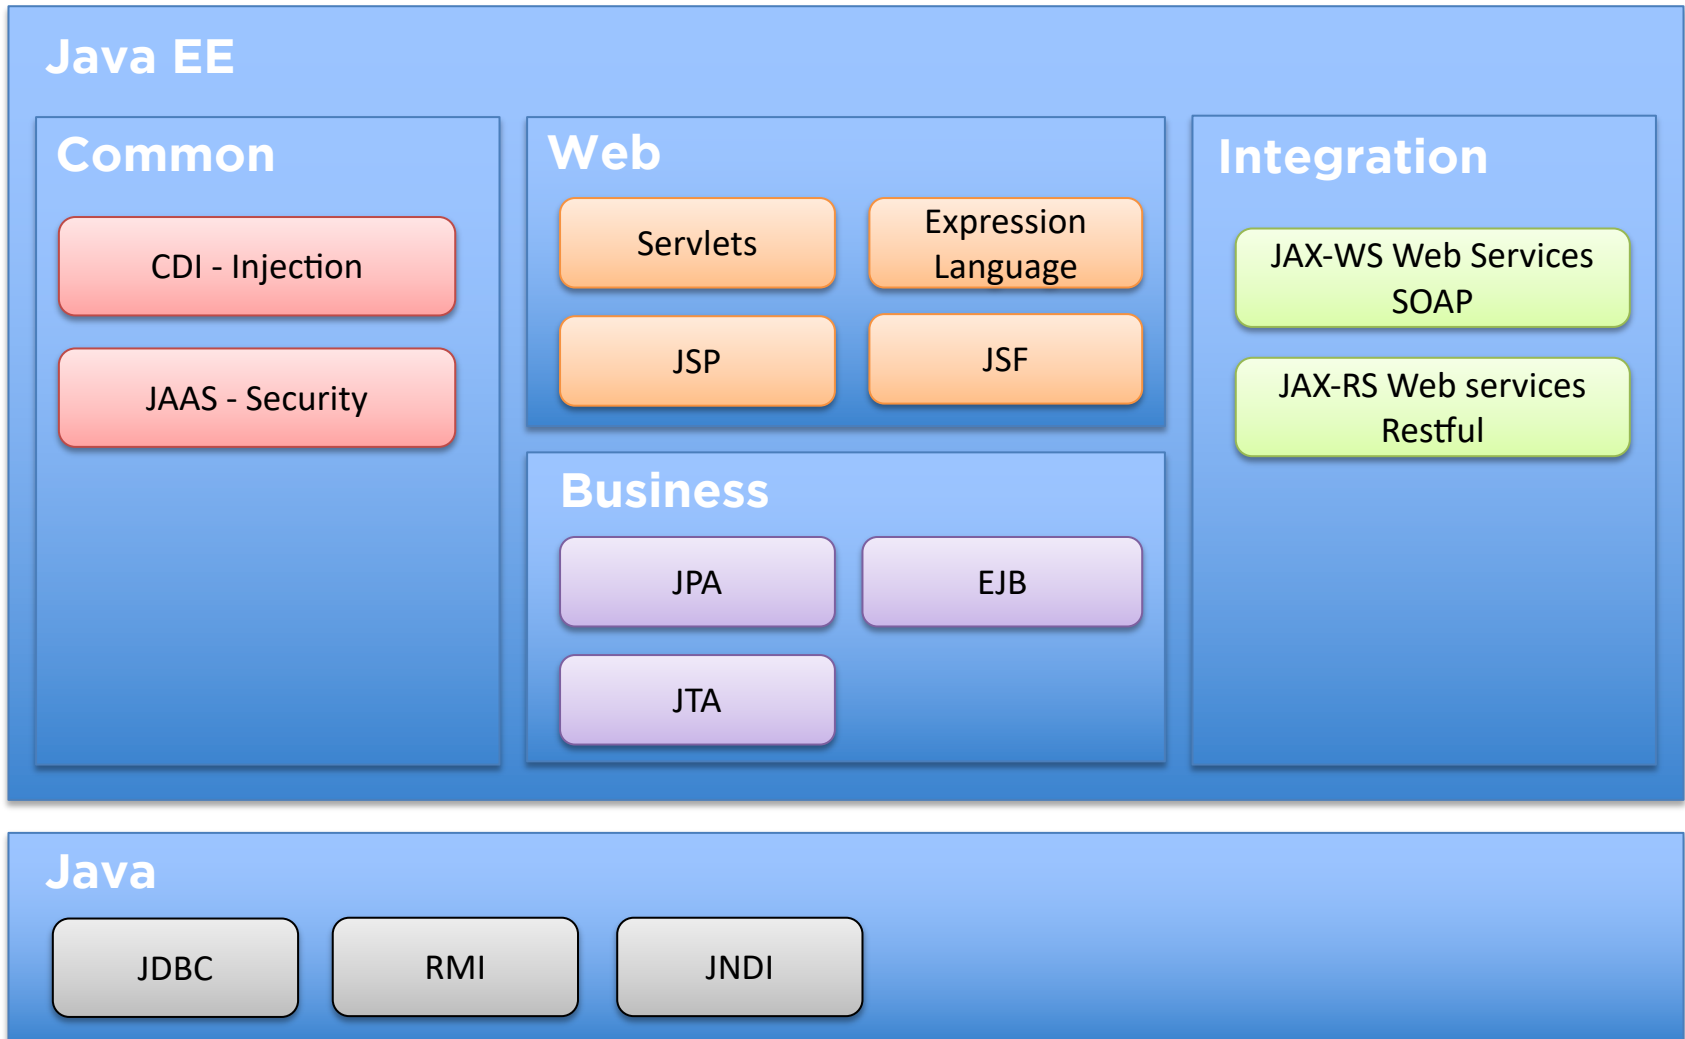 Java EE
Common
CDI - Injection
JAAS - Security
Web
Servlets
Expression
Language
JSP
JSF
Business
JPA
EJB
JTA
Integration
JAX-WS Web Services
SOAP
JAX-RS Web services
Restful
Java
JDBC
RMI
JNDI